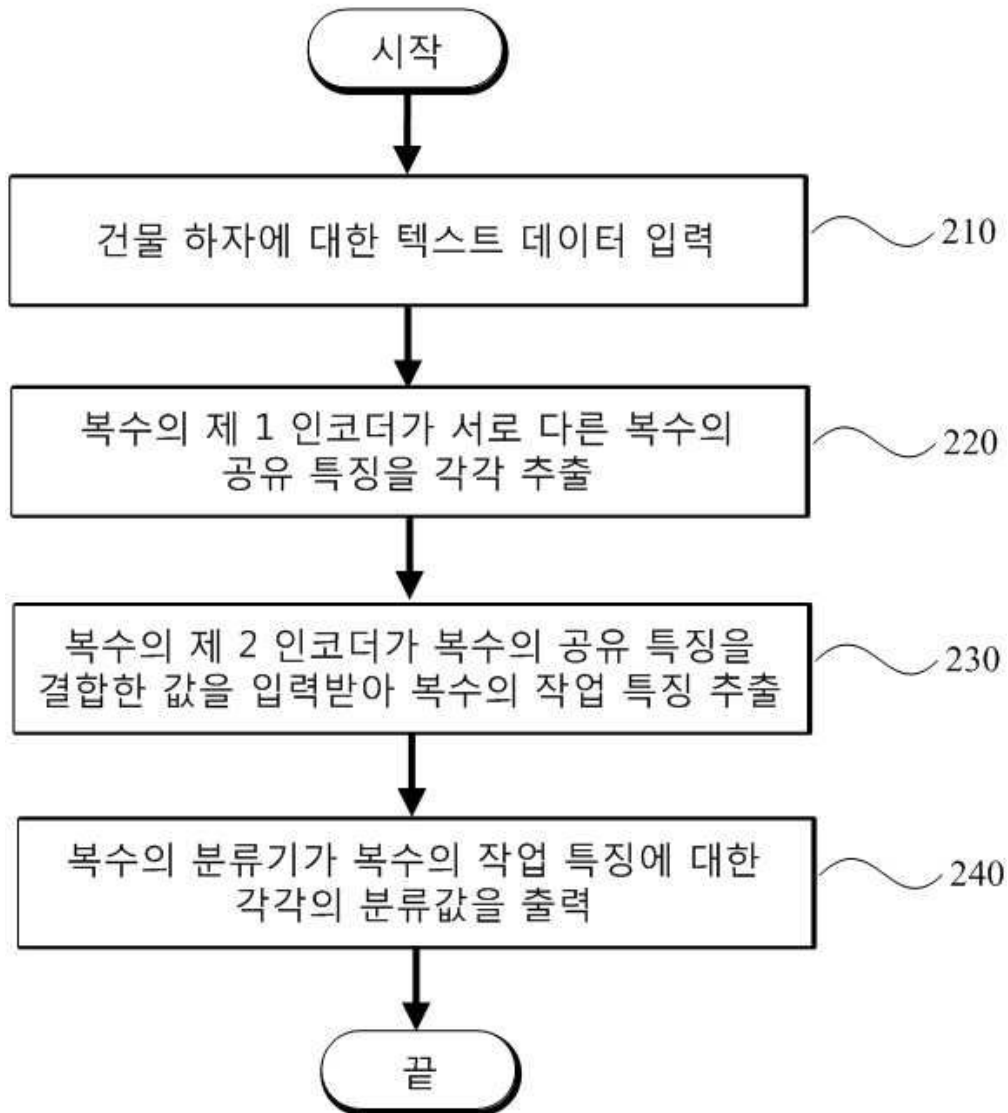 시작
건물 하자에 대한 텍스트 데이터 입력
210
복수의 제 1 인코더가 서로 다른 복수의
공유 특징을 각각 추출
220
복수의 제 2 인코더가 복수의 공유 특징을
결합한 값을 입력받아 복수의 작업 특징 추출
230
복수의 분류기가 복수의 작업 특징에 대한
각각의 분류값을 출력
240
끝